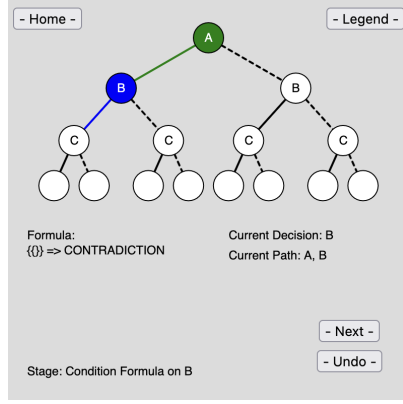 - Home -
- Legend -
A
B
B
C
C
C
C
Formula:
{{}} => CONTRADICTION
Current Decision: B
Current Path: A, B
- Next -
- Undo -
Stage: Condition Formula on B